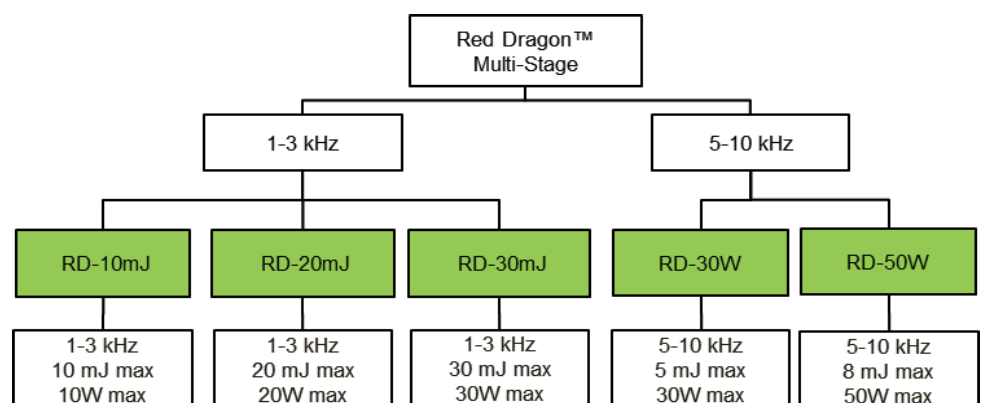 Red Dragon™
Multi-Stage
1-3 kHz
5-10 kHz
RD-10mJ
RD-20mJ
RD-30mJ
RD-30W
RD-50W
1-3 kHz
10 mJ max
10W max
1-3 kHz
20 mJ max
20W max
1-3 kHz
30 mJ max
30W max
5-10 kHz
5 mJ max
30W max
5-10 kHz
8 mJ max
50W max